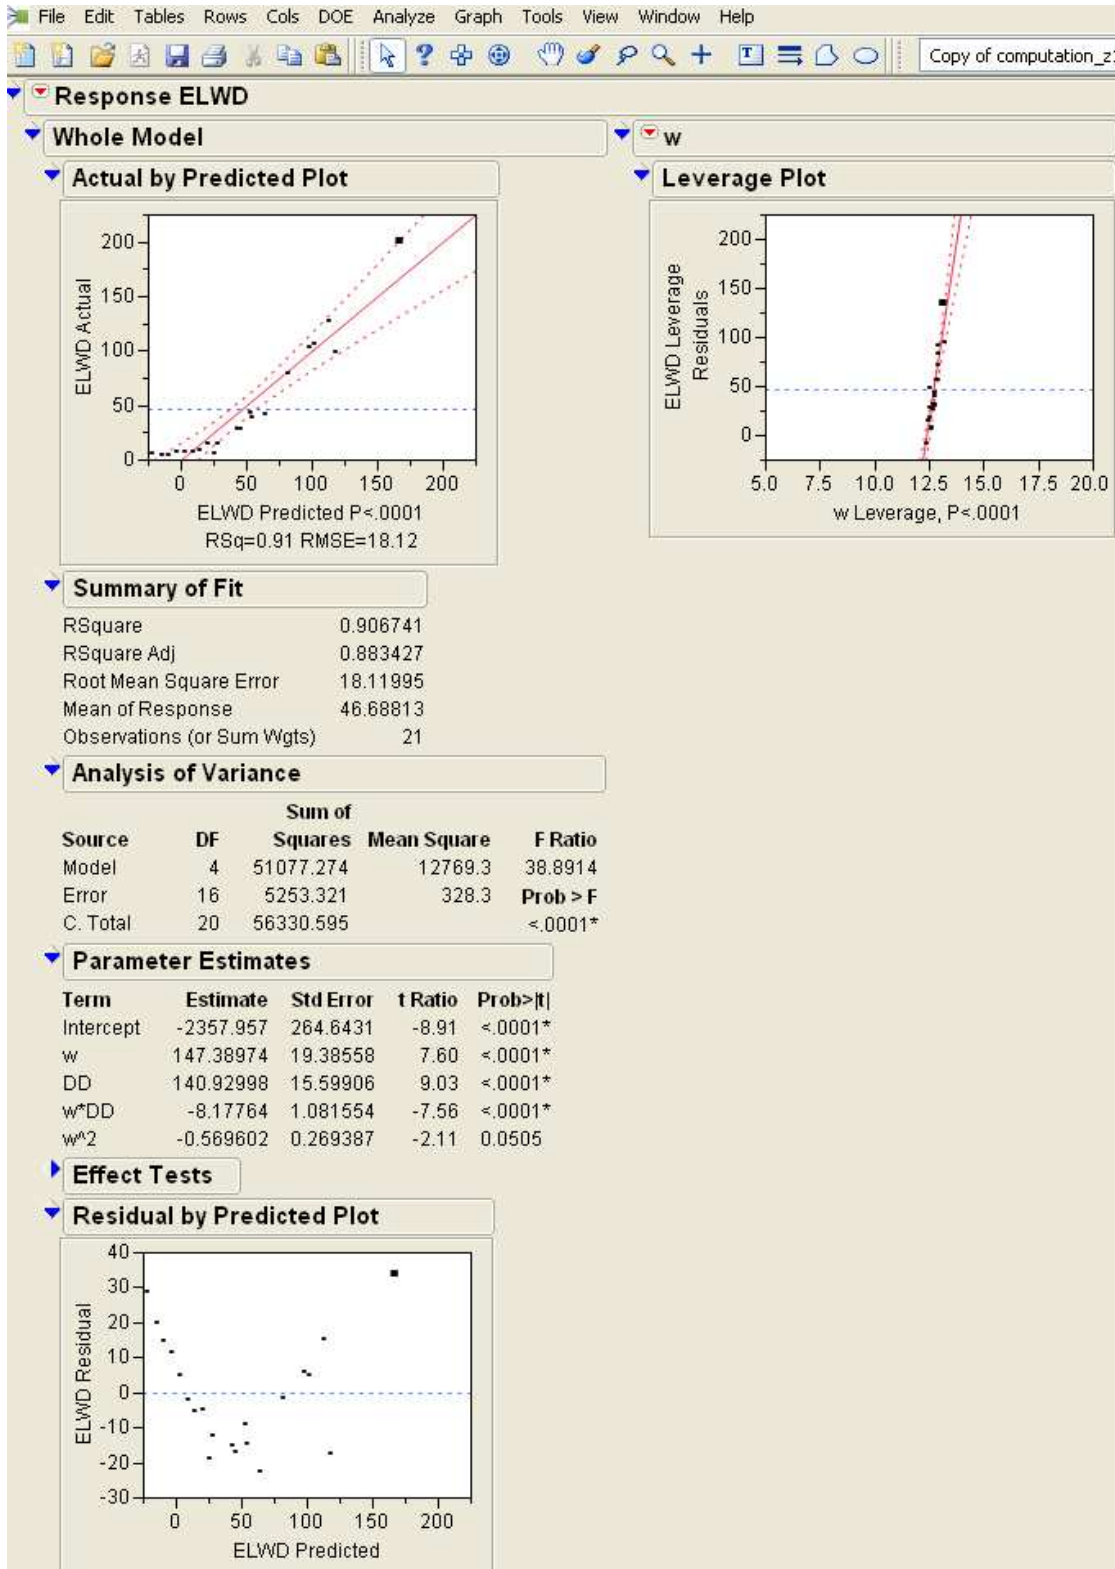 File Edit Tables Rows Cols DOE Analyze Graph Tools View Window Help
Copy of computation_z
Response ELWD
Whole Model
w
Actual by Predicted Plot
Leverage Plot
ELWD Actual
200
150
100
50
0
0 50 100 150 200
ELWD Predicted P<.0001
RSq=0.91 RMSE=18.12
ELWD Leverage
Residuals
200
150
100
50
0
5.0 7.5 10.0 12.5 15.0 17.5 20.0
w Leverage, P<.0001
Summary of Fit
RSquare 0.906741
RSquare Adj 0.883427
Root Mean Square Error 18.11995
Mean of Response 46.68813
Observations (or Sum Wgts) 21
Analysis of Variance
Sum of
Source DF Squares Mean Square F Ratio
Model 4 51077.274 12769.3 38.8914
Error 16 5253.321 328.3 Prob > F
C. Total 20 56330.595 <.0001*
Parameter Estimates
Term Estimate Std Error t Ratio Prob>|t|
Intercept -2357.957 264.6431 -8.91 <.0001*
w 147.38974 19.38558 7.60 <.0001*
DD 140.92998 15.59906 9.03 <.0001*
w*DD -8.17764 1.081554 -7.56 <.0001*
w^2 -0.569602 0.269387 -2.11 0.0505
Effect Tests
Residual by Predicted Plot
ELWD Residual
40
30
20
10
0
-10
-20
-30
0 50 100 150 200
ELWD Predicted